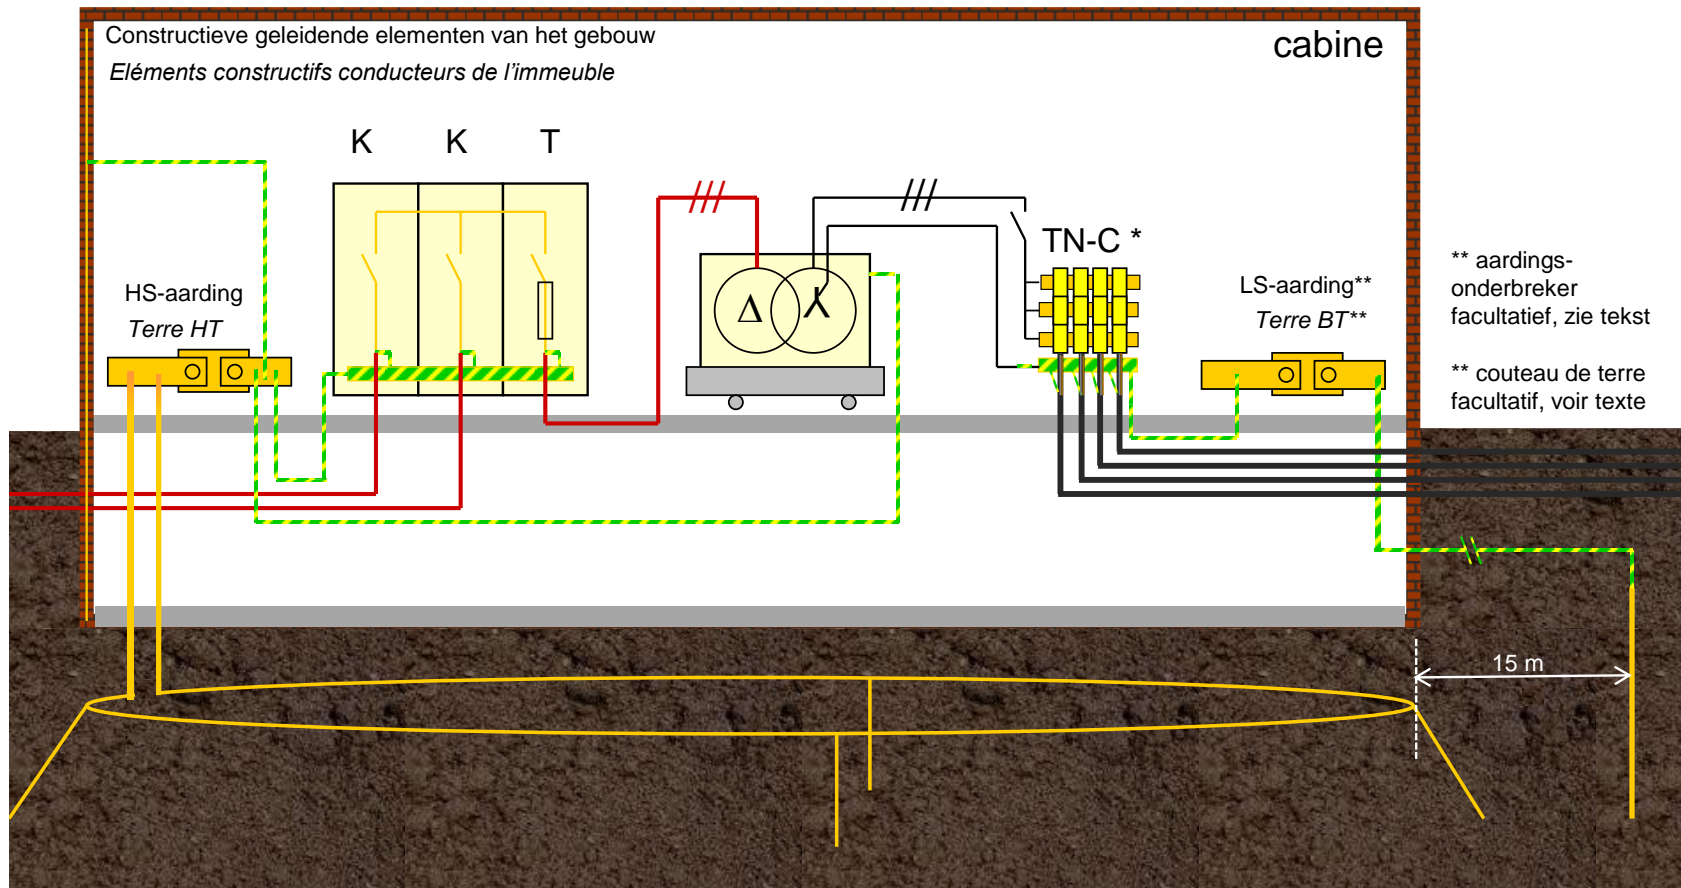 Constructieve geleidende elementen van het gebouw
Eléments constructifs conducteurs de l'immeuble
cabine
K K T
HS-aarding
Terre HT
Δ
TN-C *
LS-aarding**
Terre BT**
** aardings-
onderbreker
facultatief, zie tekst
** couteau de terre
facultatif, voir texte
15 m